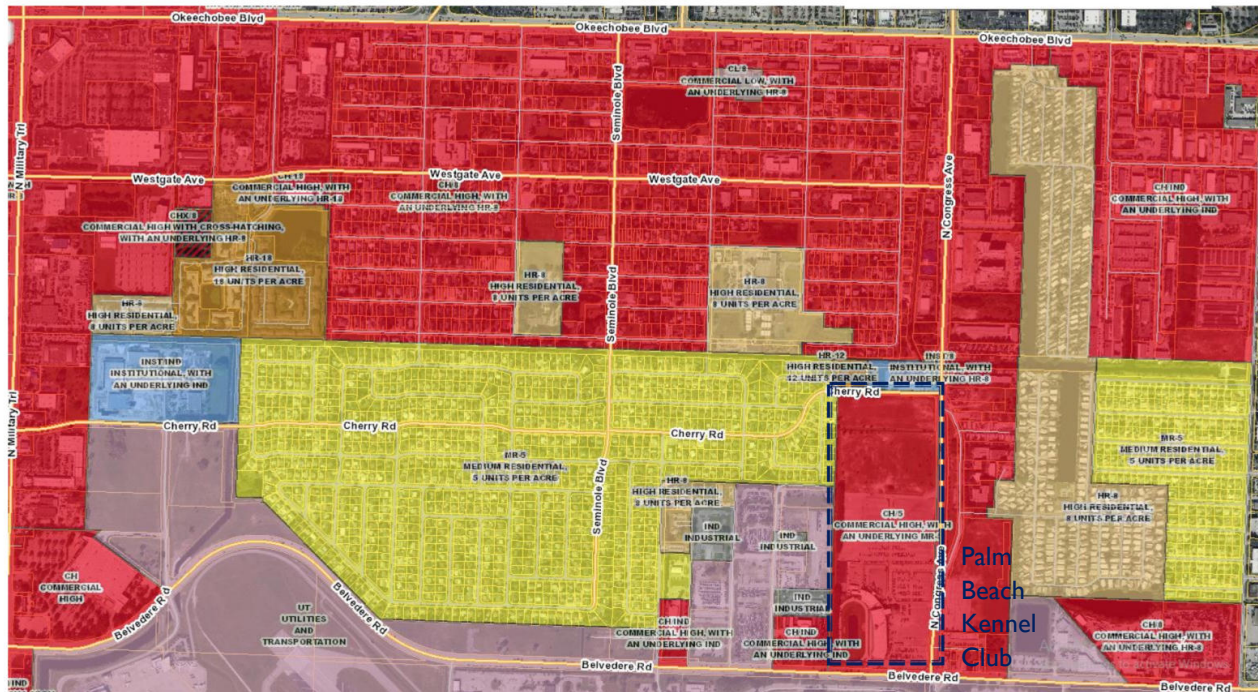 Okeechobee Blvd
Okeechobee Blvd
Okeechobee Blvd
N Military Trl
Seminole Blvd
CL/8
COMMERCIAL LOW, WITH
AN UNDERLYING HR-8
Westgate Ave
Westgate Ave
Westgate Ave
N Congress Ave
COMMERCIAL HIGH, WITH
AN UNDERLYING HR-18
CH/8
COMMERCIAL HIGH, WITH
AN UNDERLYING HR-8
CH/IND
COMMERCIAL HIGH, WITH
AN UNDERLYING IND
CHX/8
COMMERCIAL HIGH WITH CROSS-HATCHING,
WITH AN UNDERLYING HR-8
HR-18
HIGH RESIDENTIAL,
18 UNITS PER ACRE
HR-8
HIGH RESIDENTIAL,
8 UNITS PER ACRE
HR-8
HIGH RESIDENTIAL,
8 UNITS PER ACRE
HR-8
HIGH RESIDENTIAL,
8 UNITS PER ACRE
Seminole Blvd
INST/IND
INSTITUTIONAL, WITH
AN UNDERLYING IND
HR-12
HIGH RESIDENTIAL,
12 UNITS PER ACRE
INST/8
INSTITUTIONAL, WITH
AN UNDERLYING HR-8
Cherry Rd
N Military Trl
Cherry Rd
Cherry Rd
Cherry Rd
MR-5
MEDIUM RESIDENTIAL,
5 UNITS PER ACRE
MR-5
MEDIUM RESIDENTIAL,
5 UNITS PER ACRE
Seminole Blvd
HR-8
HIGH RESIDENTIAL,
8 UNITS PER ACRE
HR-8
HIGH RESIDENTIAL,
8 UNITS PER ACRE
IND
INDUSTRIAL
IND
INDUSTRIAL
CH/5
COMMERCIAL HIGH, WITH
AN UNDERLYING MR-5
N Congress Ave
Palm
Beach
Kennel
Club
CH
COMMERCIAL
HIGH
Belvedere Rd
UT
UTILITIES
AND
TRANSPORTATION
Belvedere Rd
IND
INDUSTRIAL
CH/IND
COMMERCIAL HIGH, WITH
AN UNDERLYING IND
CH/IND
COMMERCIAL HIGH, WITH
AN UNDERLYING IND
CH/8
COMMERCIAL HIGH, WITH
AN UNDERLYING HR-8
to activate Windows
Belvedere Rd
Belvedere Rd
Belvedere Rd